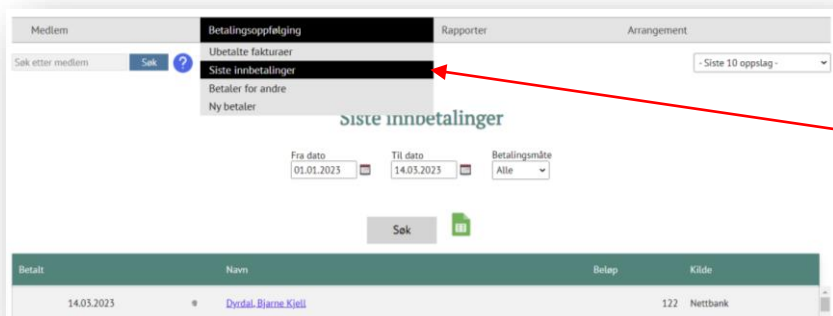 Medlem Betalingsoppfølging Rapporter Arrangement
Ubetalte fakturaer
Søk etter medlem Søk ? Siste innbetalinger - Siste 10 oppslag -
Betaler for andre
Ny betaler
Siste innbetalinger
Fra dato Til dato Betalingsmåte
01.01.2023 14.03.2023 Alle
Søk
Betalt Navn Beløp Kilde
14.03.2023 Dyrdal, Bjarne Kjell 122 Nettbank